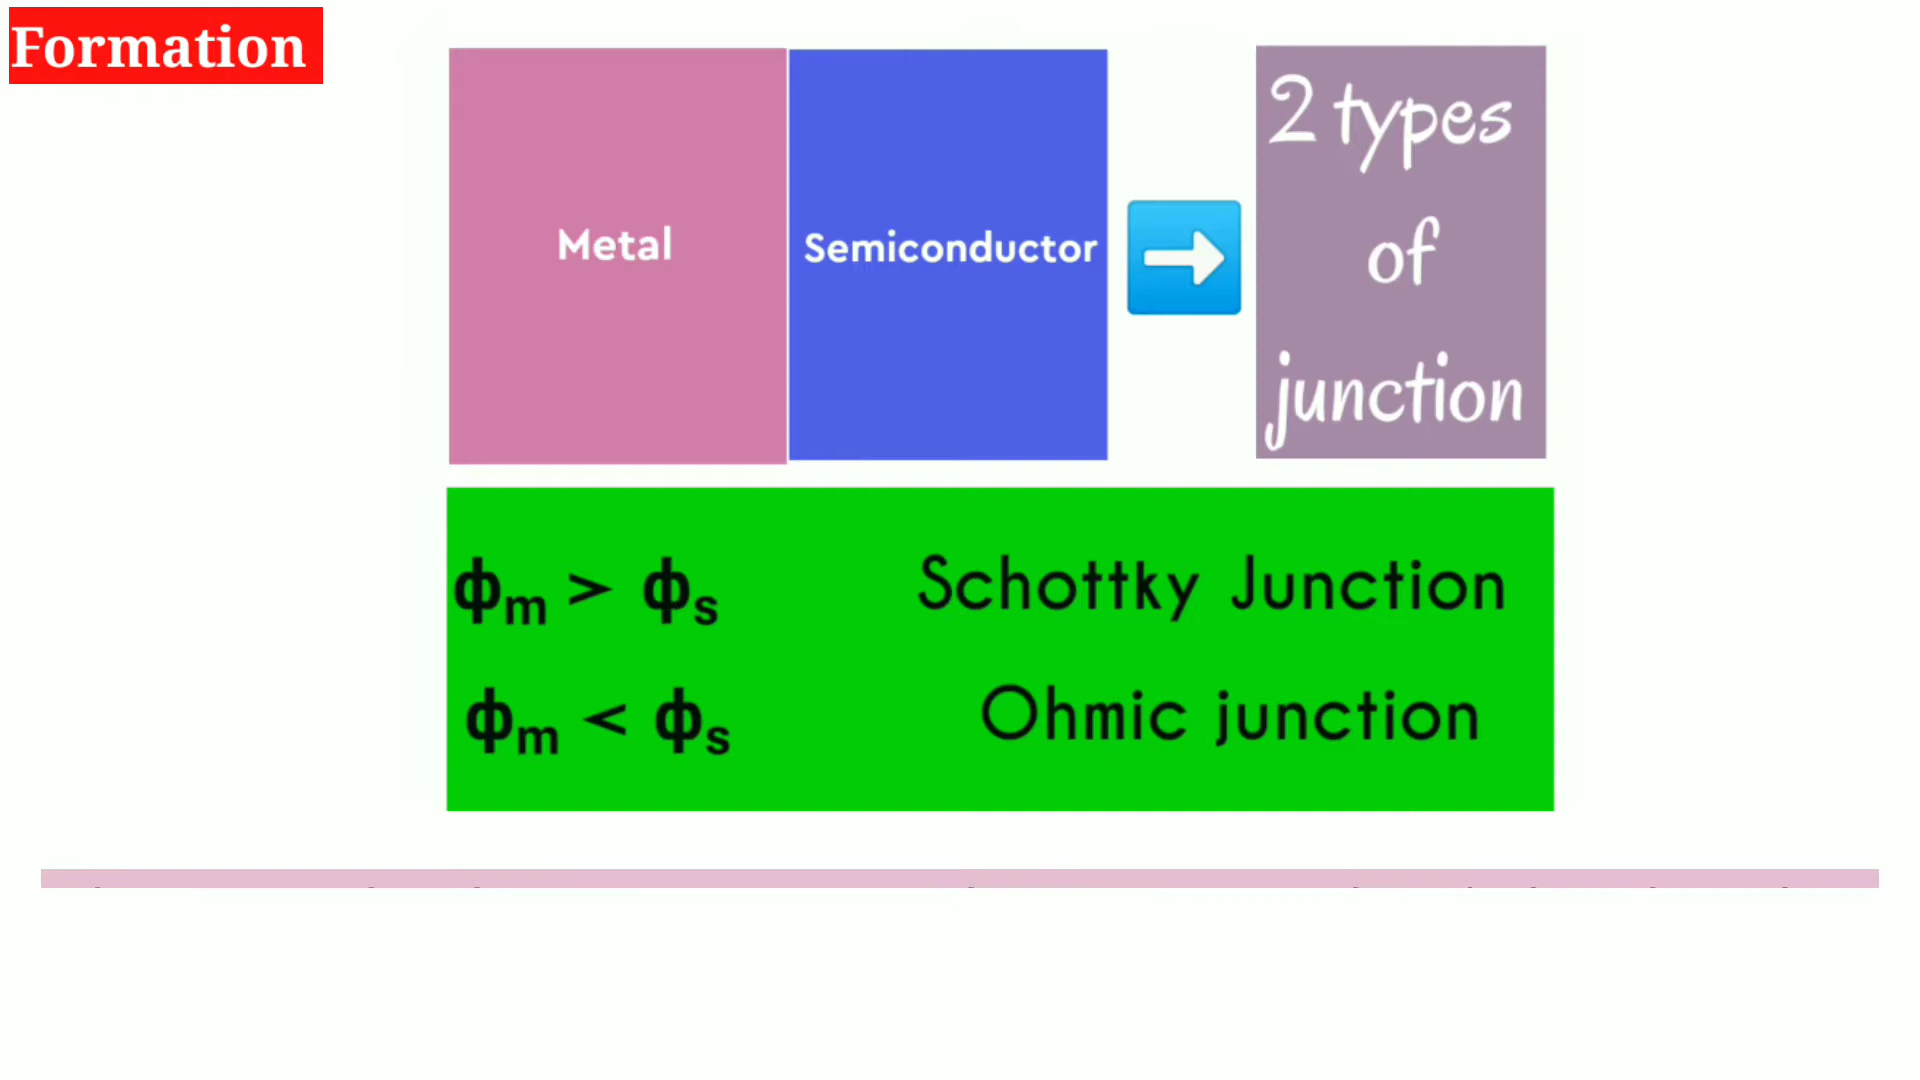 Formation
Metal
Semiconductor
2 types
of
junction
ϕm > ϕs
Schottky Junction
ϕm < ϕs
Ohmic junction